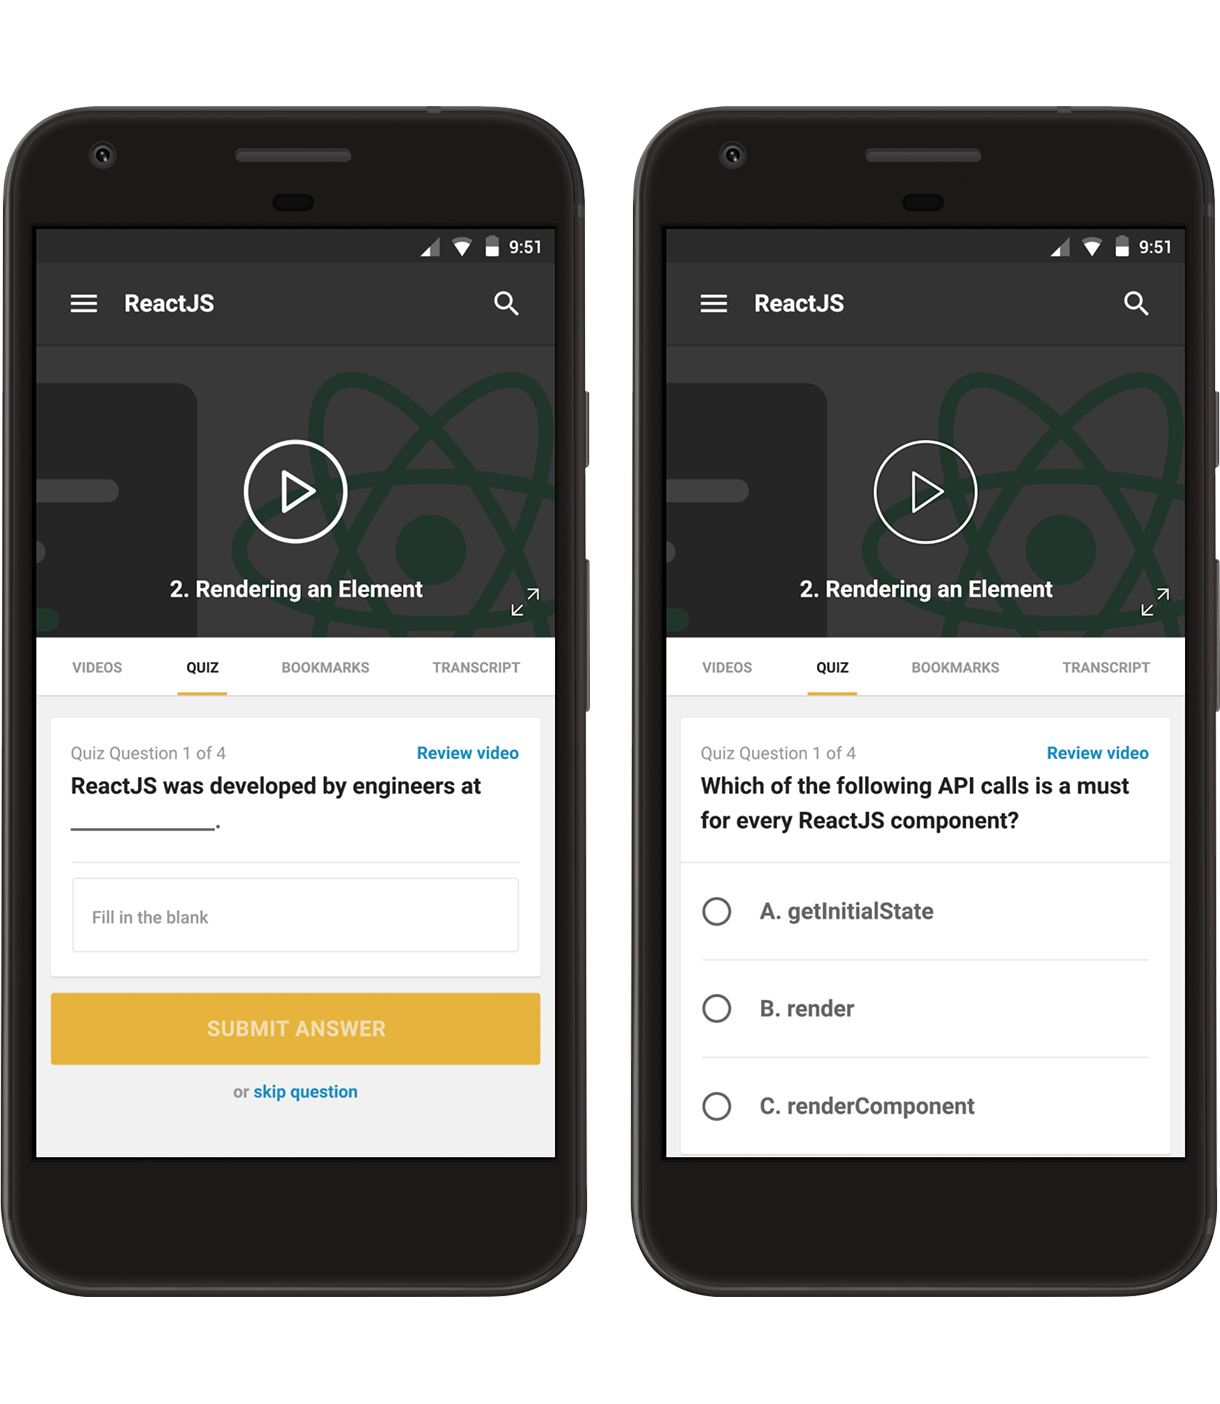 9:51
ReactJS
2. Rendering an Element
VIDEOS QUIZ BOOKMARKS TRANSCRIPT
Quiz Question 1 of 4 Review video
ReactJS was developed by engineers at
____________.
Fill in the blank
SUBMIT ANSWER
or skip question
9:51
ReactJS
2. Rendering an Element
VIDEOS QUIZ BOOKMARKS TRANSCRIPT
Quiz Question 1 of 4 Review video
Which of the following API calls is a must
for every ReactJS component?
A. getInitialState
B. render
C. renderComponent